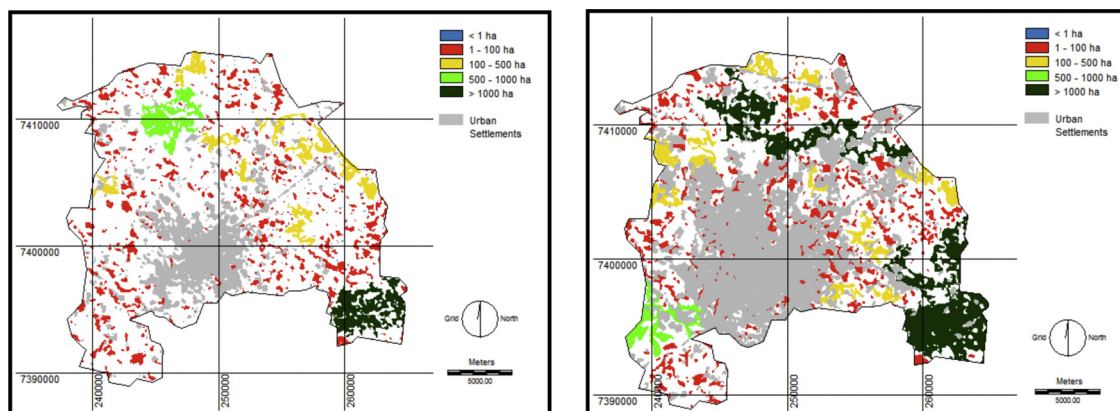 < 1 ha
1 - 100 ha
100 - 500 ha
500 - 1000 ha
> 1000 ha
Urban
Settlements
7410000
7400000
7390000
240000
250000
260000
Grid
North
Meters
5000.00
< 1 ha
1 - 100 ha
100 - 500 ha
500 - 1000 ha
> 1000 ha
Urban
Settlements
7410000
7400000
7390000
240000
250000
260000
Grid
North
Meters
5000.00